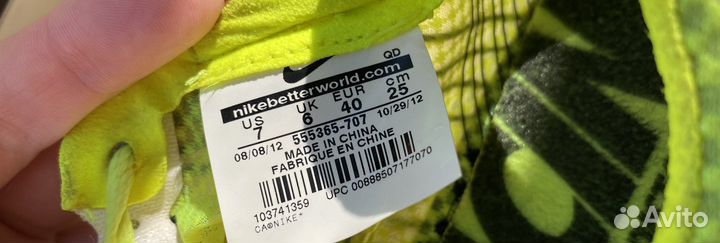 QD
nikebetterworld.com
US UK EUR cm
7 6 40 25
08/08/12 555365-707 10/29/12
MADE IN CHINA
FABRIQUE EN CHINE
103741359 UPC 00888507177070
CA@NIKE*
Avito